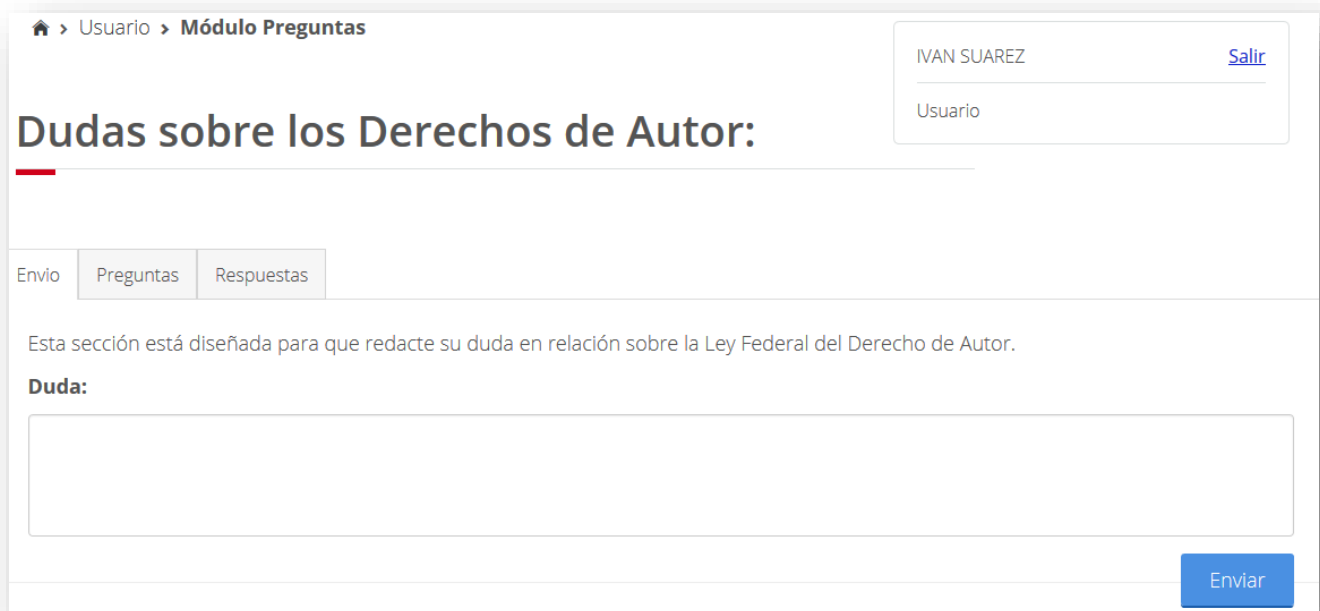 > Usuario > Módulo Preguntas
IVAN SUAREZ Salir
Usuario
Dudas sobre los Derechos de Autor:
Envio Preguntas Respuestas
Esta sección está diseñada para que redacte su duda en relación sobre la Ley Federal del Derecho de Autor.
Duda:
Enviar